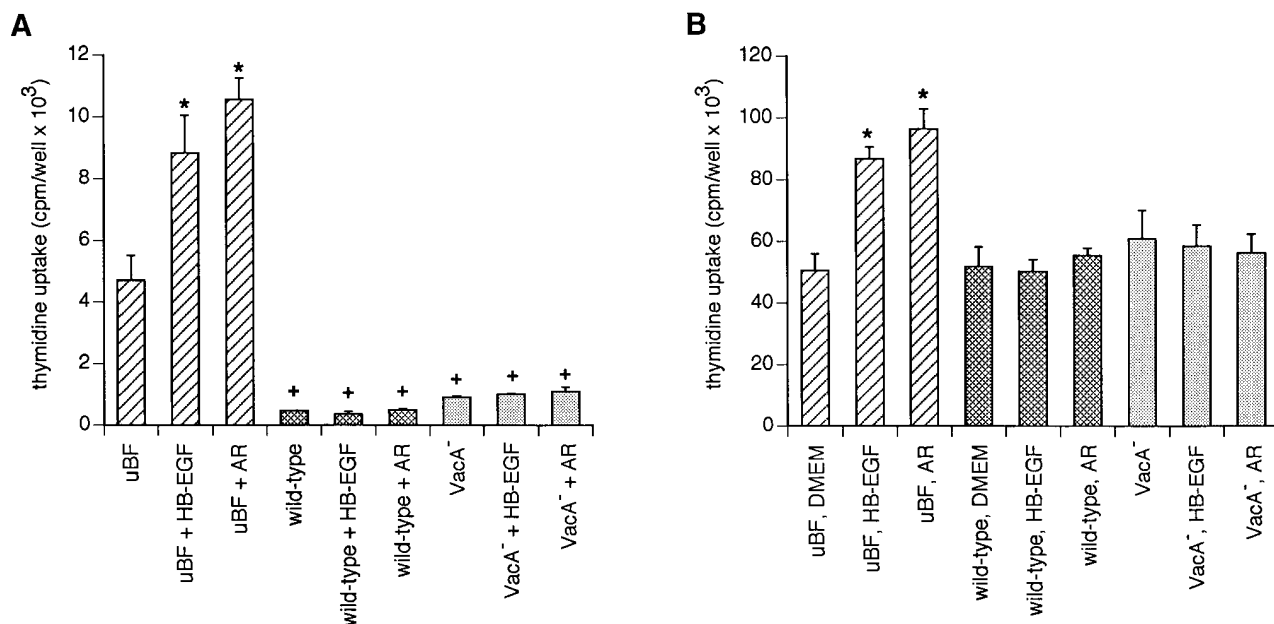 A
thymidine uptake (cpm/well x 10³)
12
10
8
6
4
2
0
*
*
+
+
+
+
+
+
uBF
uBF + HB-EGF
uBF + AR
wild-type
wild-type + HB-EGF
wild-type + AR
VacA⁻
VacA⁻ + HB-EGF
VacA⁻ + AR
B
thymidine uptake (cpm/well x 10³)
120
100
80
60
40
20
0
*
*
uBF, DMEM
uBF, HB-EGF
uBF, AR
wild-type, DMEM
wild-type, HB-EGF
wild-type, AR
VacA⁻
VacA⁻, HB-EGF
VacA⁻, AR